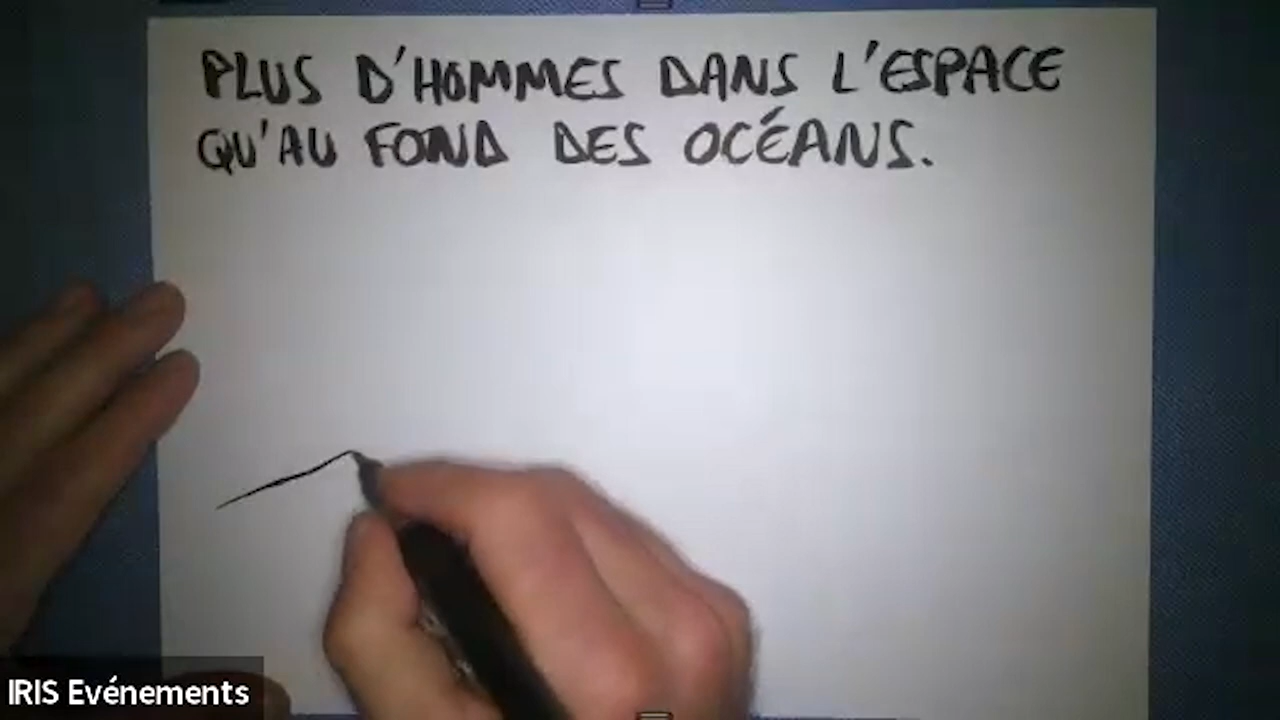 PLUS D'HOMMES DANS L'ESPACE
QU'AU FOND DES OCÉANS.
IRIS Evénements